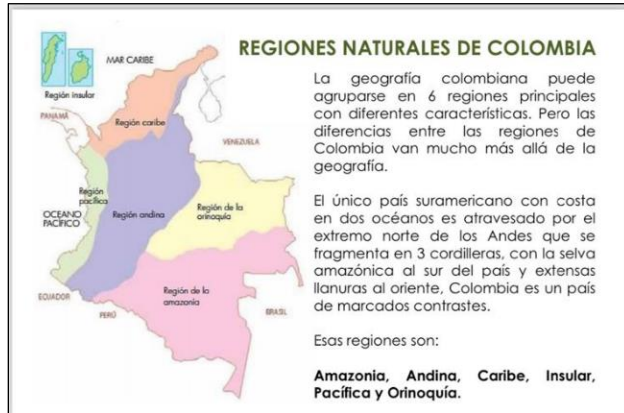 REGIONES NATURALES DE COLOMBIA
MAR CARIBE
Región insular
PANAMÁ
Región caribe
VENEZUELA
Región pacífica
Región de la orinoquía
OCEANO PACÍFICO
Región andina
ECUADOR
Región de la amazonia
PERÚ
BRASIL
La geografía colombiana puede
agruparse en 6 regiones principales
con diferentes características. Pero las
diferencias entre las regiones de
Colombia van mucho más allá de la
geografía.
El único país suramericano con costa
en dos océanos es atravesado por el
extremo norte de los Andes que se
fragmenta en 3 cordilleras, con la selva
amazónica al sur del país y extensas
llanuras al oriente, Colombia es un país
de marcados contrastes.
Esas regiones son:
Amazonia, Andina, Caribe, Insular,
Pacífica y Orinoquía.